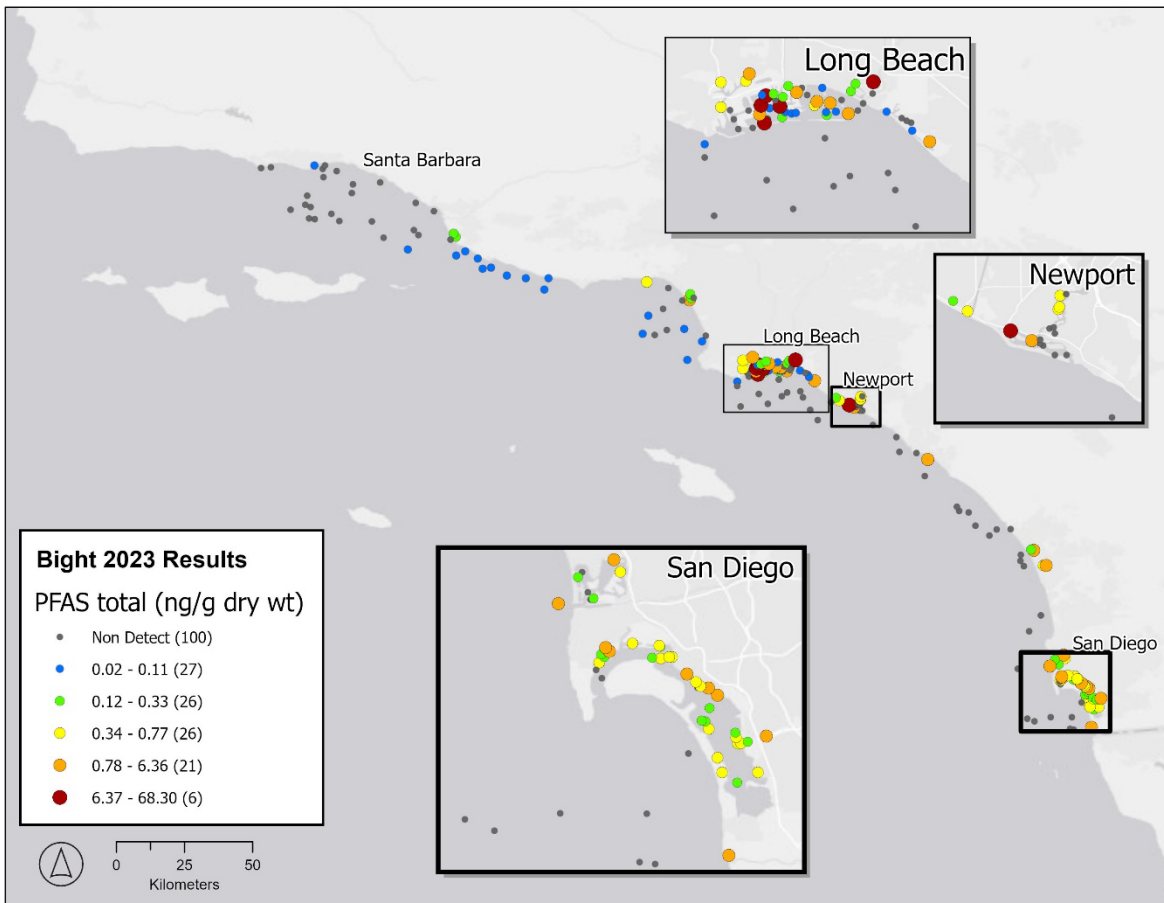 Long Beach
Santa Barbara
Newport
Long Beach
Newport
Bight 2023 Results
PFAS total (ng/g dry wt)
Non Detect (100)
0.02 - 0.11 (27)
0.12 - 0.33 (26)
0.34 - 0.77 (26)
0.78 - 6.36 (21)
6.37 - 68.30 (6)
San Diego
San Diego
0 25 50
Kilometers